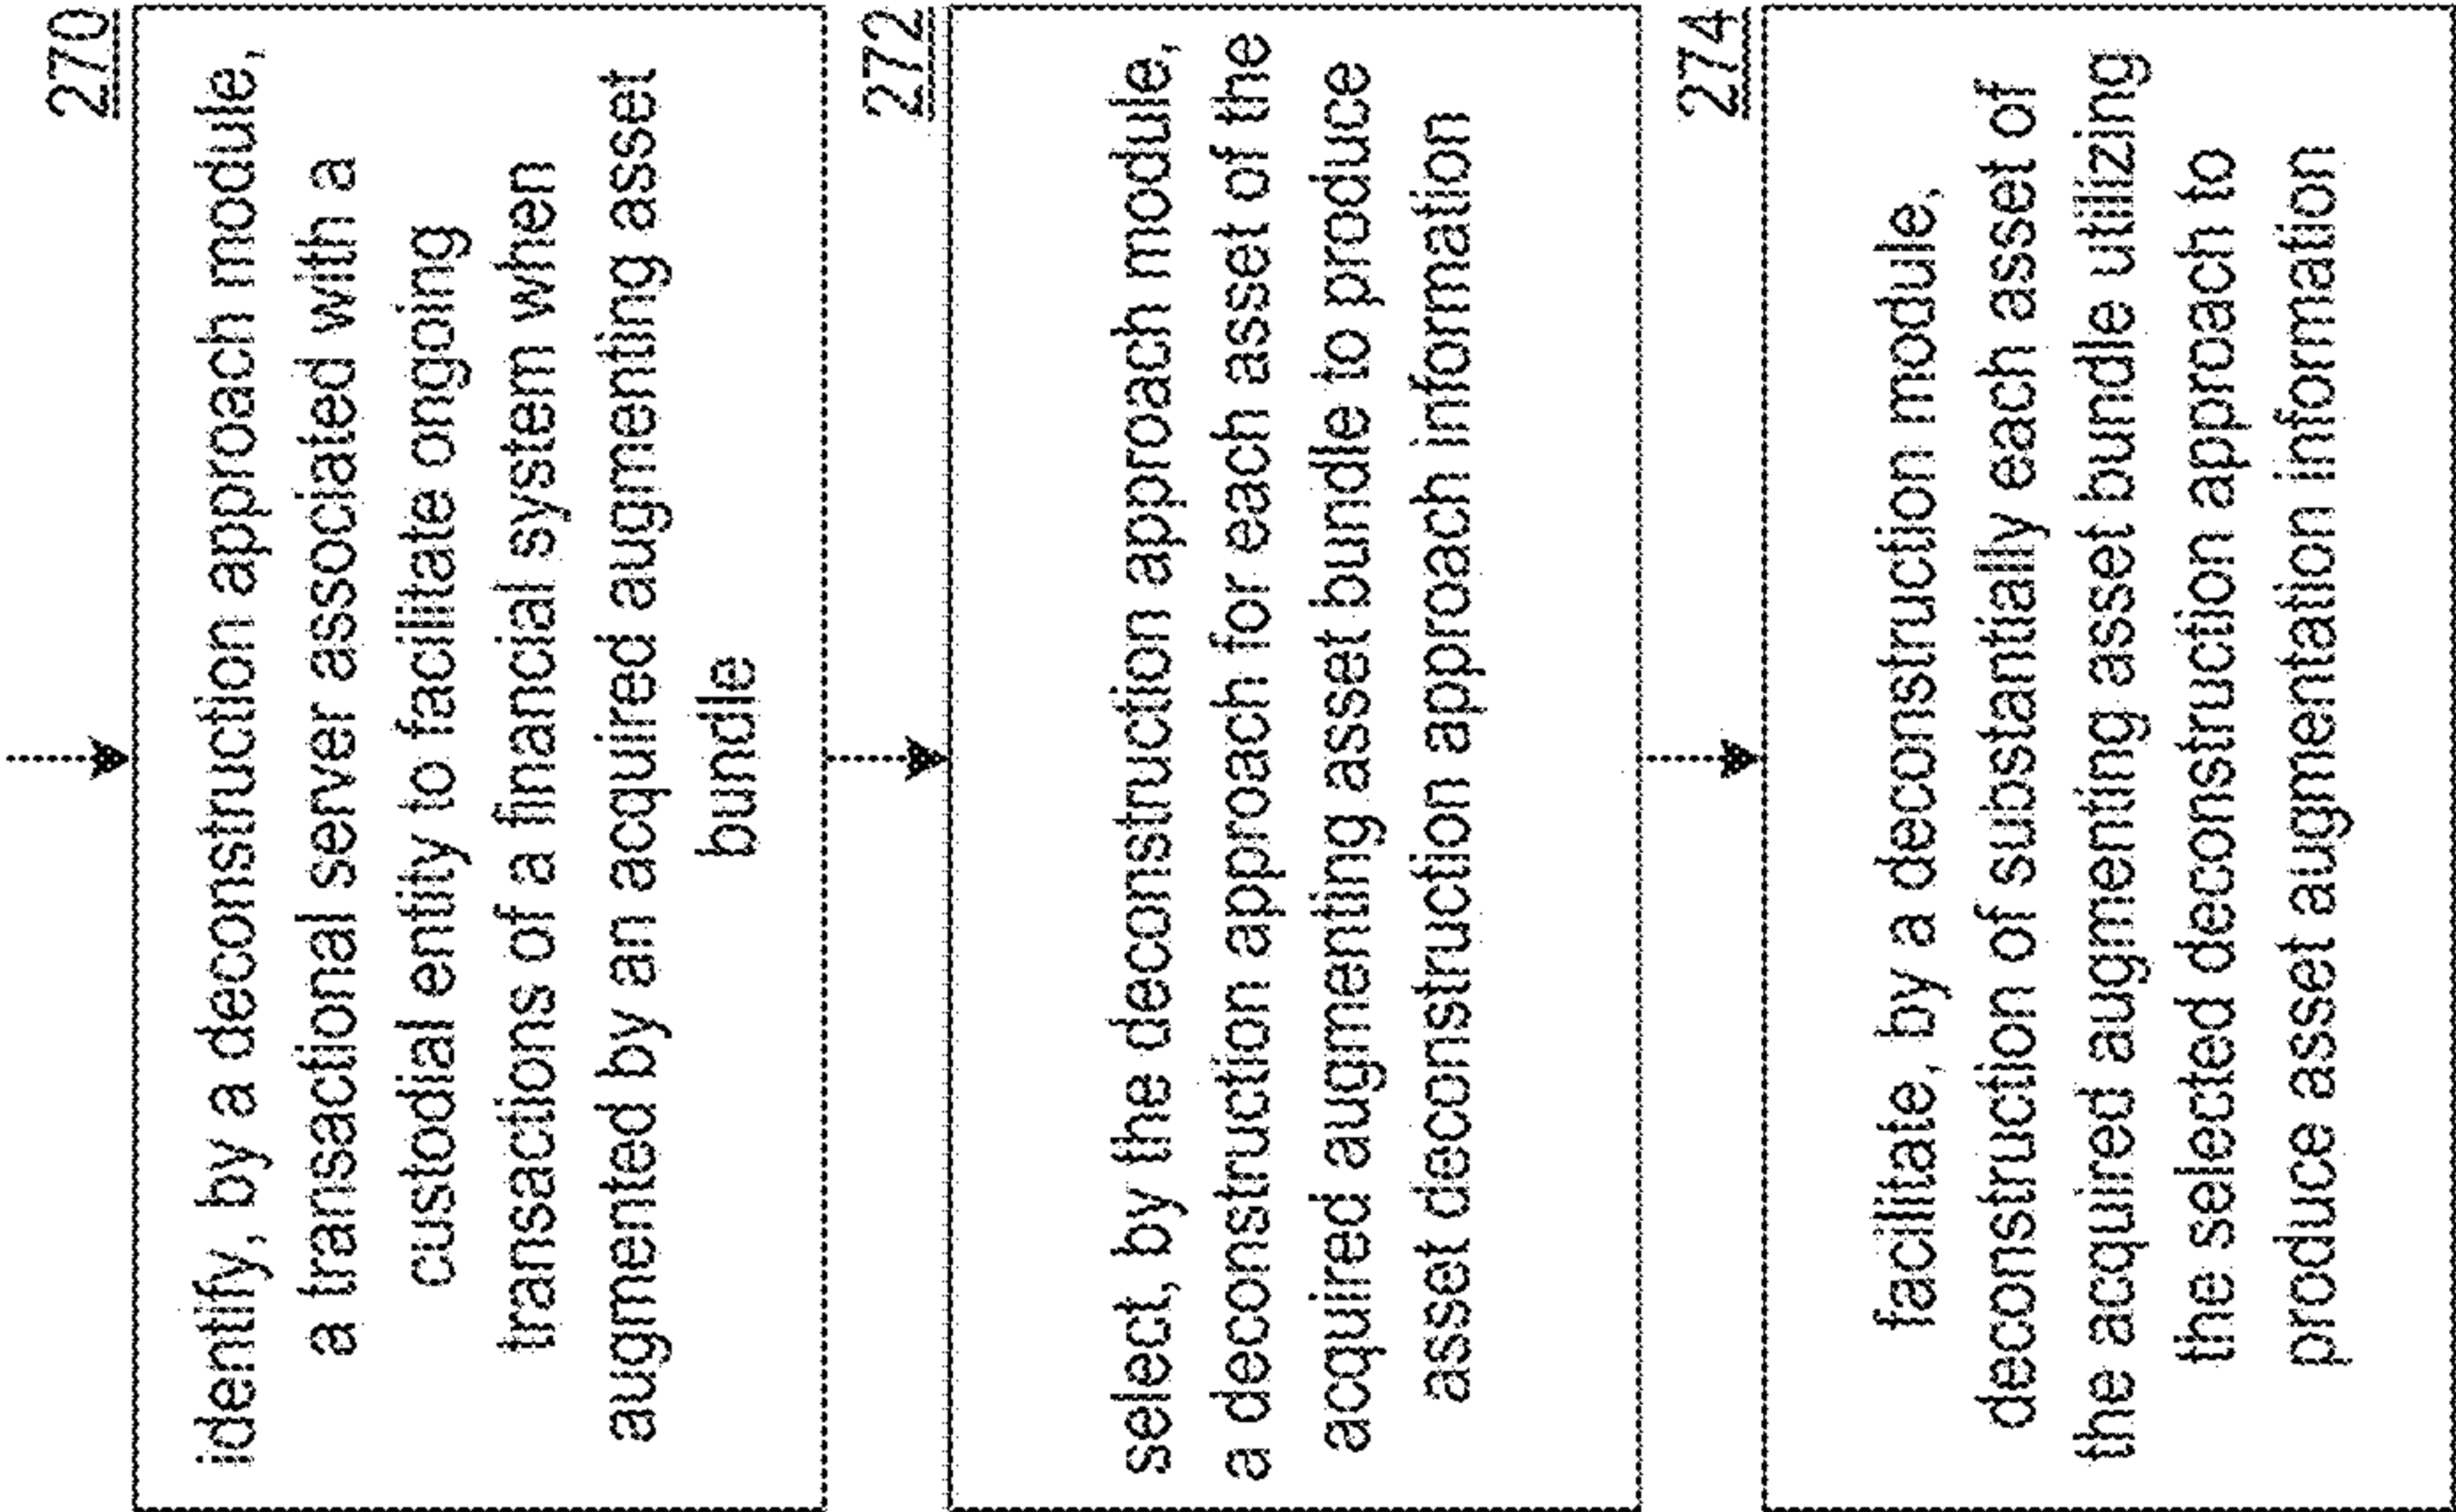 270
identify, by a deconstruction approach module,
a transactional server associated with a
custodial entity to facilitate ongoing
transactions of a financial system when
augmented by an acquired augmenting asset
bundle
272
select, by the deconstruction approach module,
a deconstruction approach for each asset of the
acquired augmenting asset bundle to produce
asset deconstruction approach information
274
facilitate, by a deconstruction module,
deconstruction of substantially each asset of
the acquired augmenting asset bundle utilizing
the selected deconstruction approach to
produce asset augmentation information